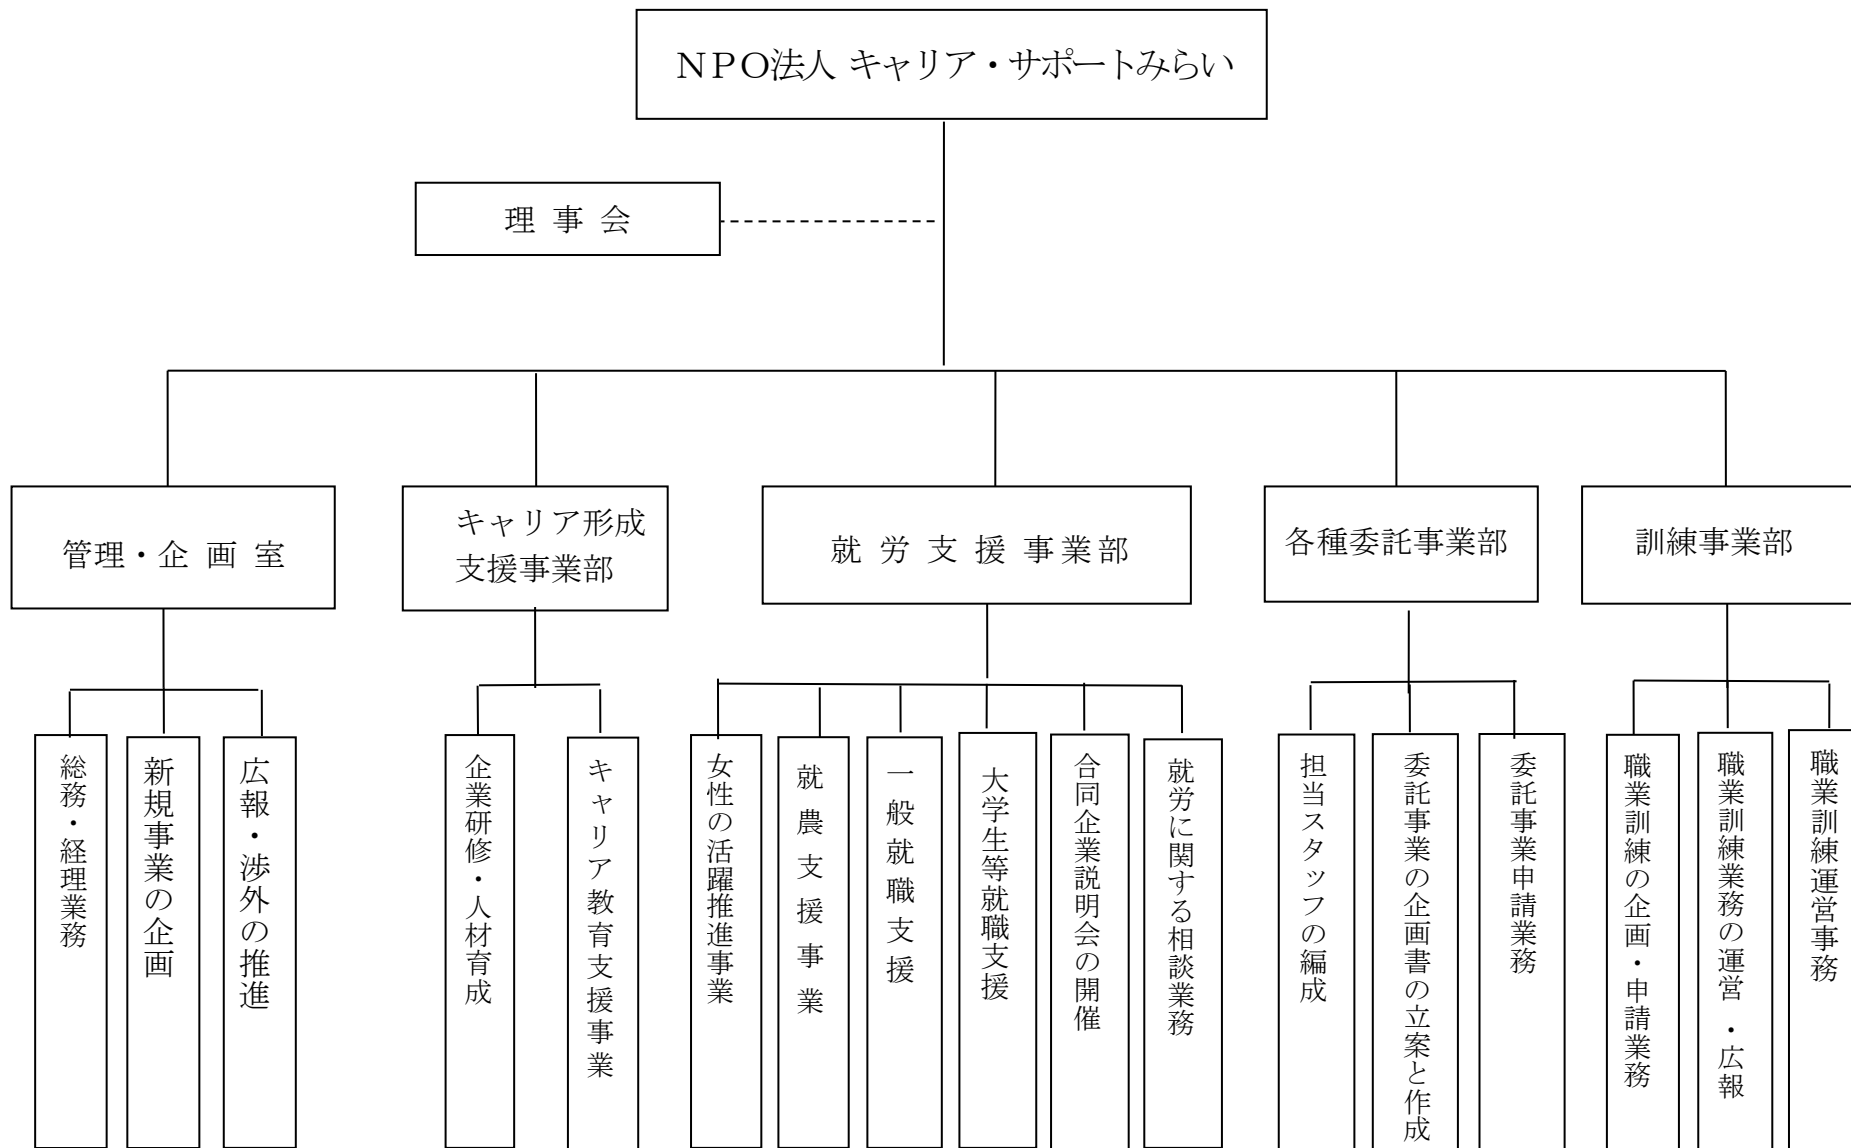 NPO法人 キャリア・サポートみらい
理 事 会
管理・企 画 室
キャリア形成
支援事業部
就 労 支 援 事業部
各種委託事業部
訓練事業部
総務・経理業務
新規事業の企画
広報・渉外の推進
企業研修・人材育成
キャリア教育支援事業
女性の活躍推進事業
就農支援事業
一般就職支援
大学生等就職支援
合同企業説明会の開催
就労に関する相談業務
担当スタッフの編成
委託事業の企画書の立案と作成
委託事業申請業務
職業訓練の企画・申請業務
職業訓練業務の運営 ・広報
職業訓練運営事務